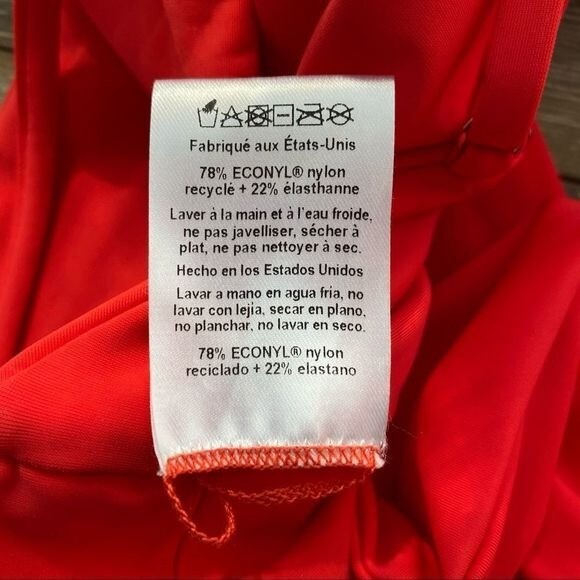 Fabriqué aux États-Unis
78% ECONYL® nylon
recyclé + 22% élasthanne
Laver à la main et à l'eau froide,
ne pas javelliser, sécher à
plat, ne pas nettoyer à sec.
Hecho en los Estados Unidos
Lavar a mano en agua fria, no
lavar con lejia, secar en plano,
no planchar, no lavar en seco.
78% ECONYL® nylon
reciclado + 22% elastano